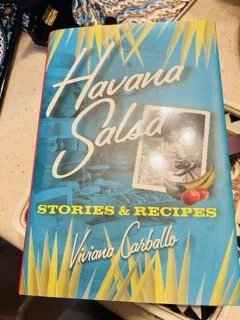 Havana
Salsa
STORIES & RECIPES
Viviana Carballo